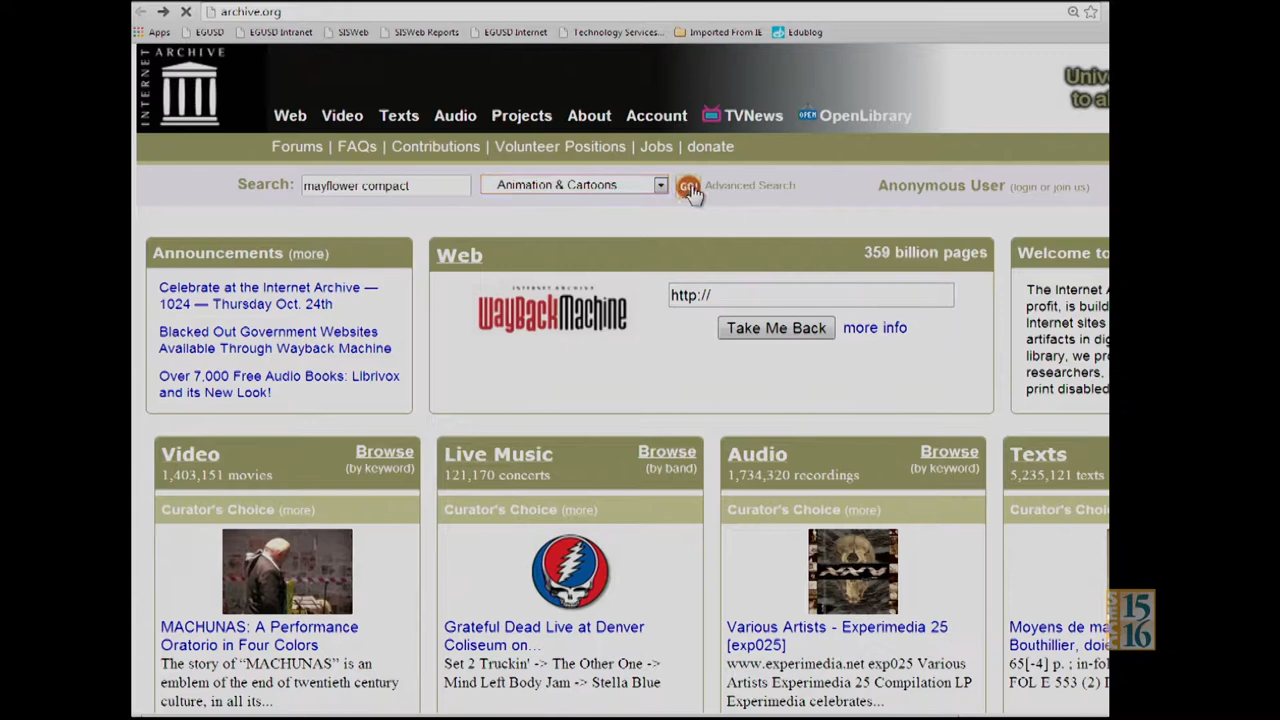 archive.org
Apps EGUSD EGUSD Intranet SISWeb SISWeb Reports EGUSD Internet Technology Services... Imported From IE Edublog
INTERNET ARCHIVE
Univ
to al
Web Video Texts Audio Projects About Account TVNews OPEN OpenLibrary
Forums | FAQs | Contributions | Volunteer Positions | Jobs | donate
Search: mayflower compact Animation & Cartoons GO! Advanced Search Anonymous User (login or join us)
Announcements (more)
Celebrate at the Internet Archive —
1024 — Thursday Oct. 24th
Blacked Out Government Websites
Available Through Wayback Machine
Over 7,000 Free Audio Books: Librivox
and its New Look!
Web 359 billion pages
INTERNET ARCHIVE
WayBackMachine
http://
Take Me Back more info
Welcome to
The Internet A
profit, is build
Internet sites
artifacts in dig
library, we pro
researchers,
print disabled
Video Browse
1,403,151 movies (by keyword)
Curator's Choice (more)
MACHUNAS: A Performance
Oratorio in Four Colors
The story of “MACHUNAS” is an
emblem of the end of twentieth century
culture, in all its...
Live Music Browse
121,170 concerts (by band)
Curator's Choice (more)
Grateful Dead Live at Denver
Coliseum on...
Set 2 Truckin' -> The Other One ->
Mind Left Body Jam -> Stella Blue
Audio Browse
1,734,320 recordings (by keyword)
Curator's Choice (more)
XXV
Various Artists - Experimedia 25
[exp025]
www.experimedia.net exp025 Various
Artists Experimedia 25 Compilation LP
Experimedia celebrates...
Texts
5,235,121 texts
Curator's C
Moyens de ma
Bouthillier, doi
65[-4] p. ; in-fol
FOL E 553 (2) F
15
16